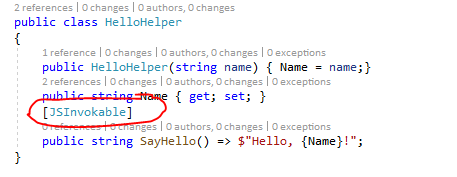 2 references | 0 changes | 0 authors, 0 changes
public class HelloHelper
{
1 reference | 0 changes | 0 authors, 0 changes | 0 exceptions
public HelloHelper(string name) { Name = name;}
2 references | 0 changes | 0 authors, 0 changes | 0 exceptions
public string Name { get; set; }
[JSInvokable]
0 references | 0 changes | 0 authors, 0 changes | 0 exceptions
public string SayHello() => $"Hello, {Name}!";
}